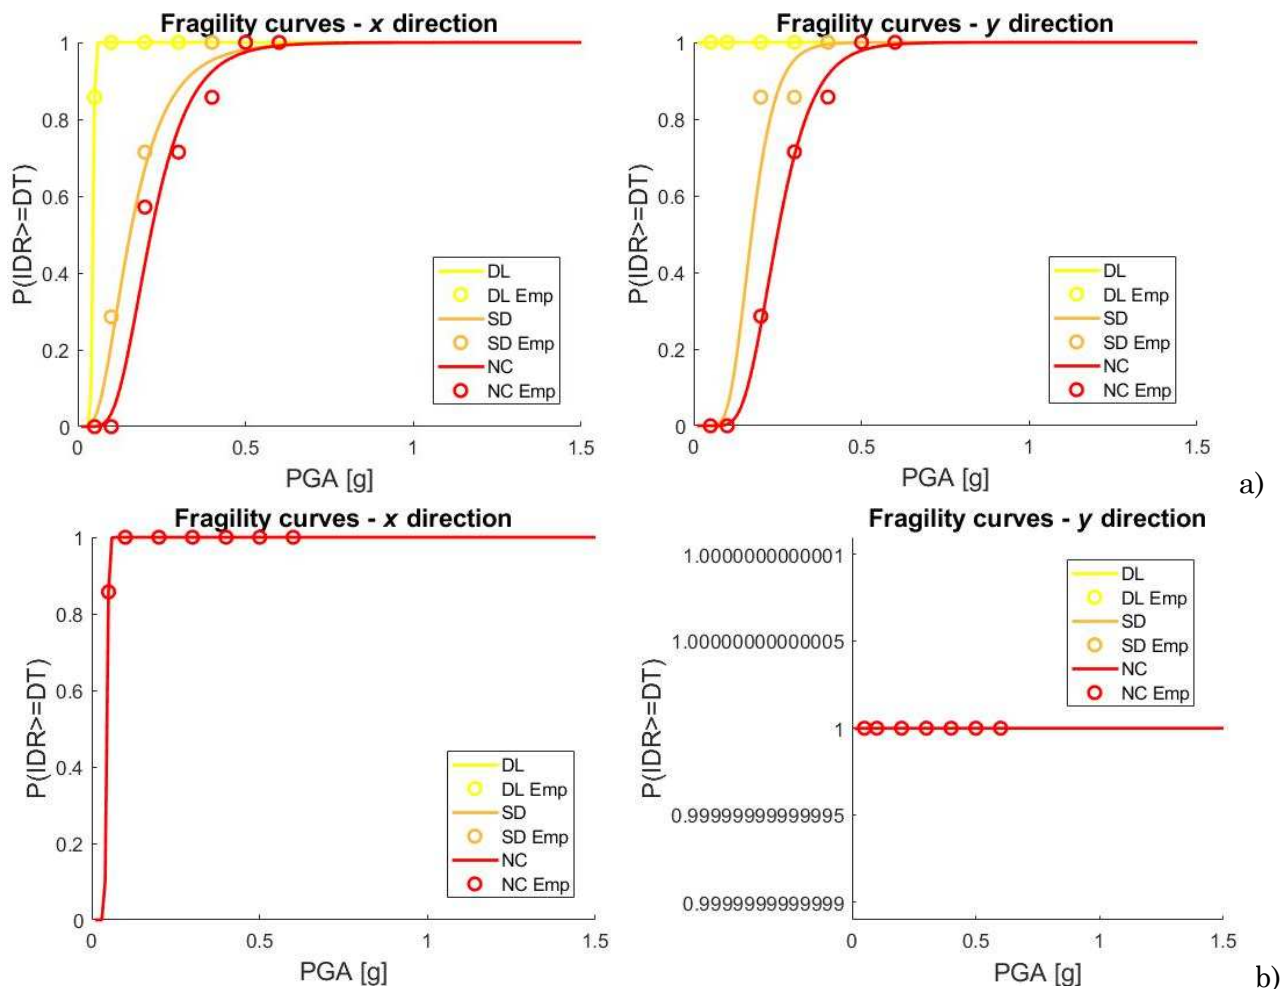 Fragility curves - x direction
P(IDR>=DT)
1
0.8
0.6
0.4
0.2
0
0
0.5
1
1.5
PGA [g]
DL
DL Emp
SD
SD Emp
NC
NC Emp
Fragility curves - y direction
P(IDR>=DT)
1
0.8
0.6
0.4
0.2
0
0
0.5
1
1.5
PGA [g]
DL
DL Emp
SD
SD Emp
NC
NC Emp
a)
Fragility curves - x direction
P(IDR>=DT)
1
0.8
0.6
0.4
0.2
0
0
0.5
1
1.5
PGA [g]
DL
DL Emp
SD
SD Emp
NC
NC Emp
Fragility curves - y direction
P(IDR>=DT)
1.0000000000001
1.00000000000005
1
0.99999999999995
0.9999999999999
0
0.5
1
1.5
PGA [g]
DL
DL Emp
SD
SD Emp
NC
NC Emp
b)